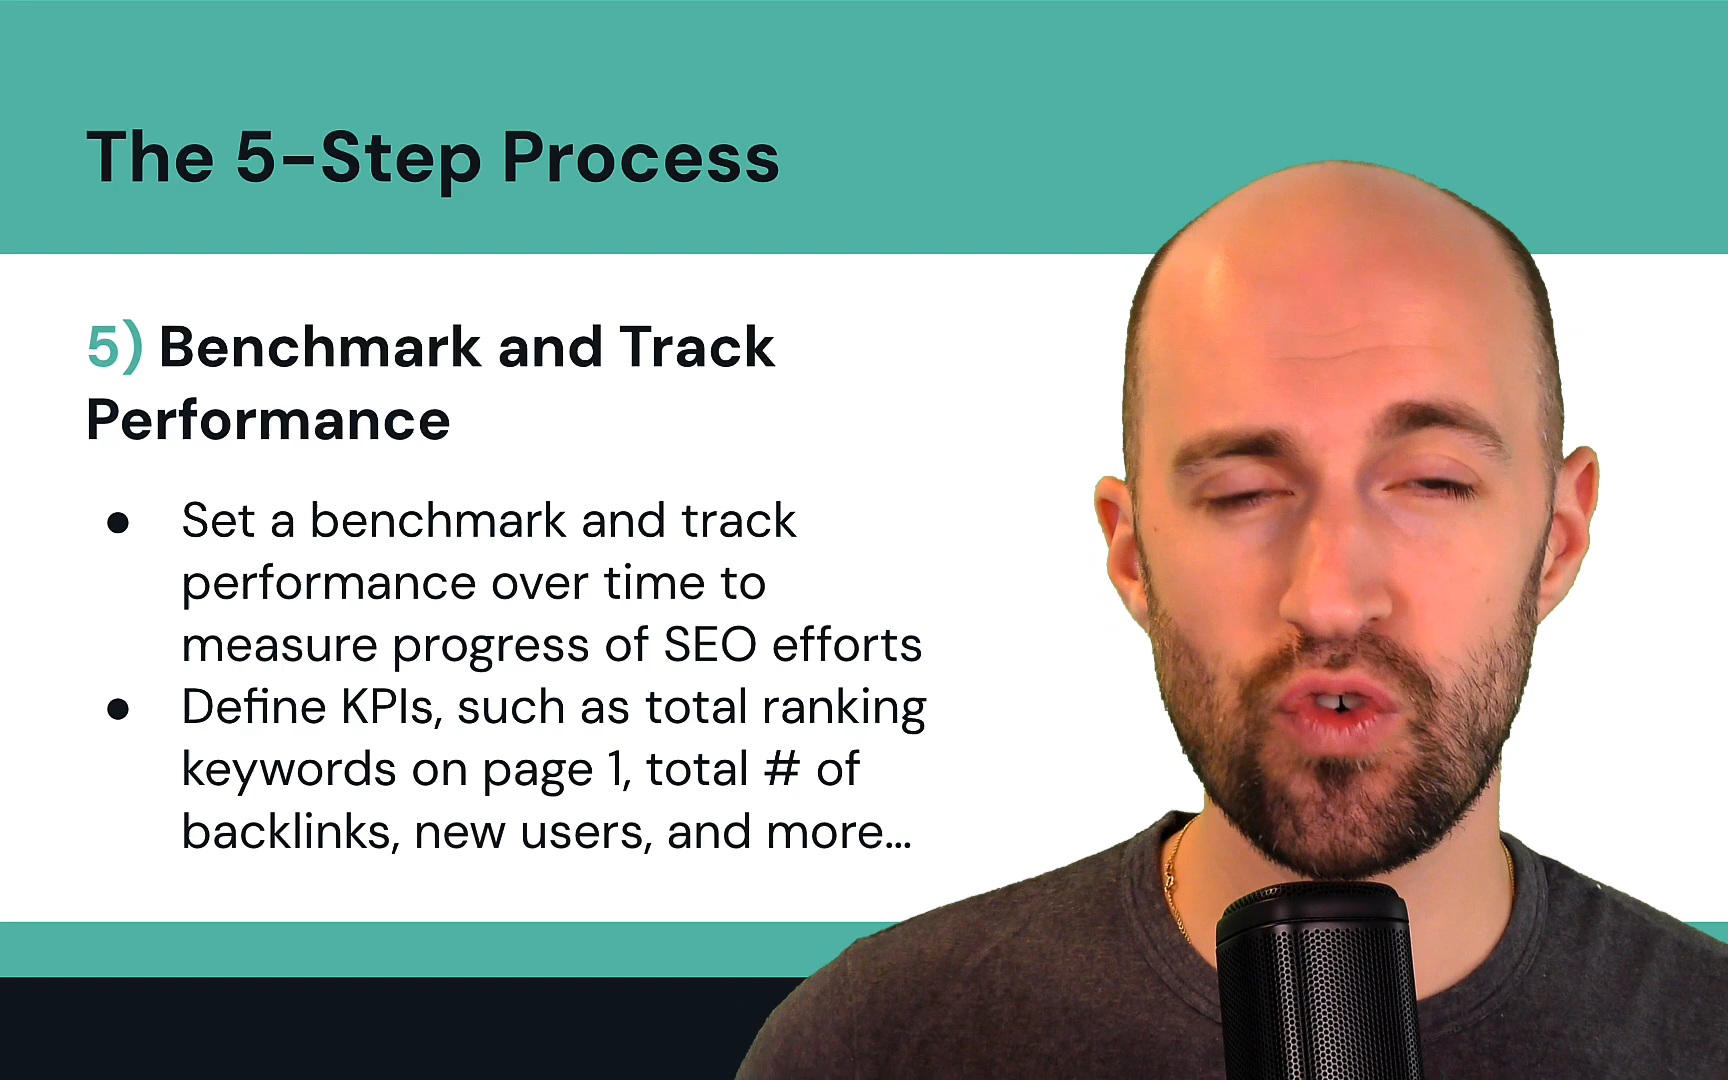 The 5-Step Process
5) Benchmark and Track
Performance
● Set a benchmark and track
performance over time to
measure progress of SEO efforts
● Define KPIs, such as total ranking
keywords on page 1, total # of
backlinks, new users, and more...